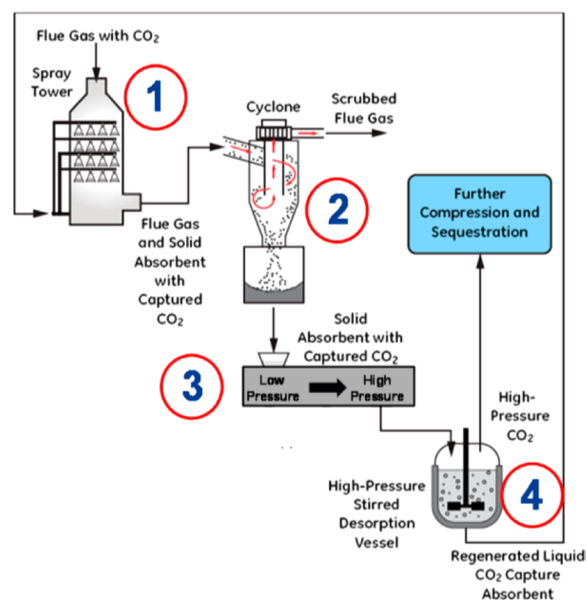 Flue Gas with CO₂
Spray
Tower
1
Cyclone
Scrubbed
Flue Gas
Flue Gas
and Solid
Absorbent
with
Captured
CO₂
2
Further
Compression and
Sequestration
Solid
Absorbent with
Captured CO₂
3
Low
Pressure
High
Pressure
High-
Pressure
CO₂
High-Pressure
Stirred
Desorption
Vessel
4
Regenerated Liquid
CO₂ Capture
Absorbent